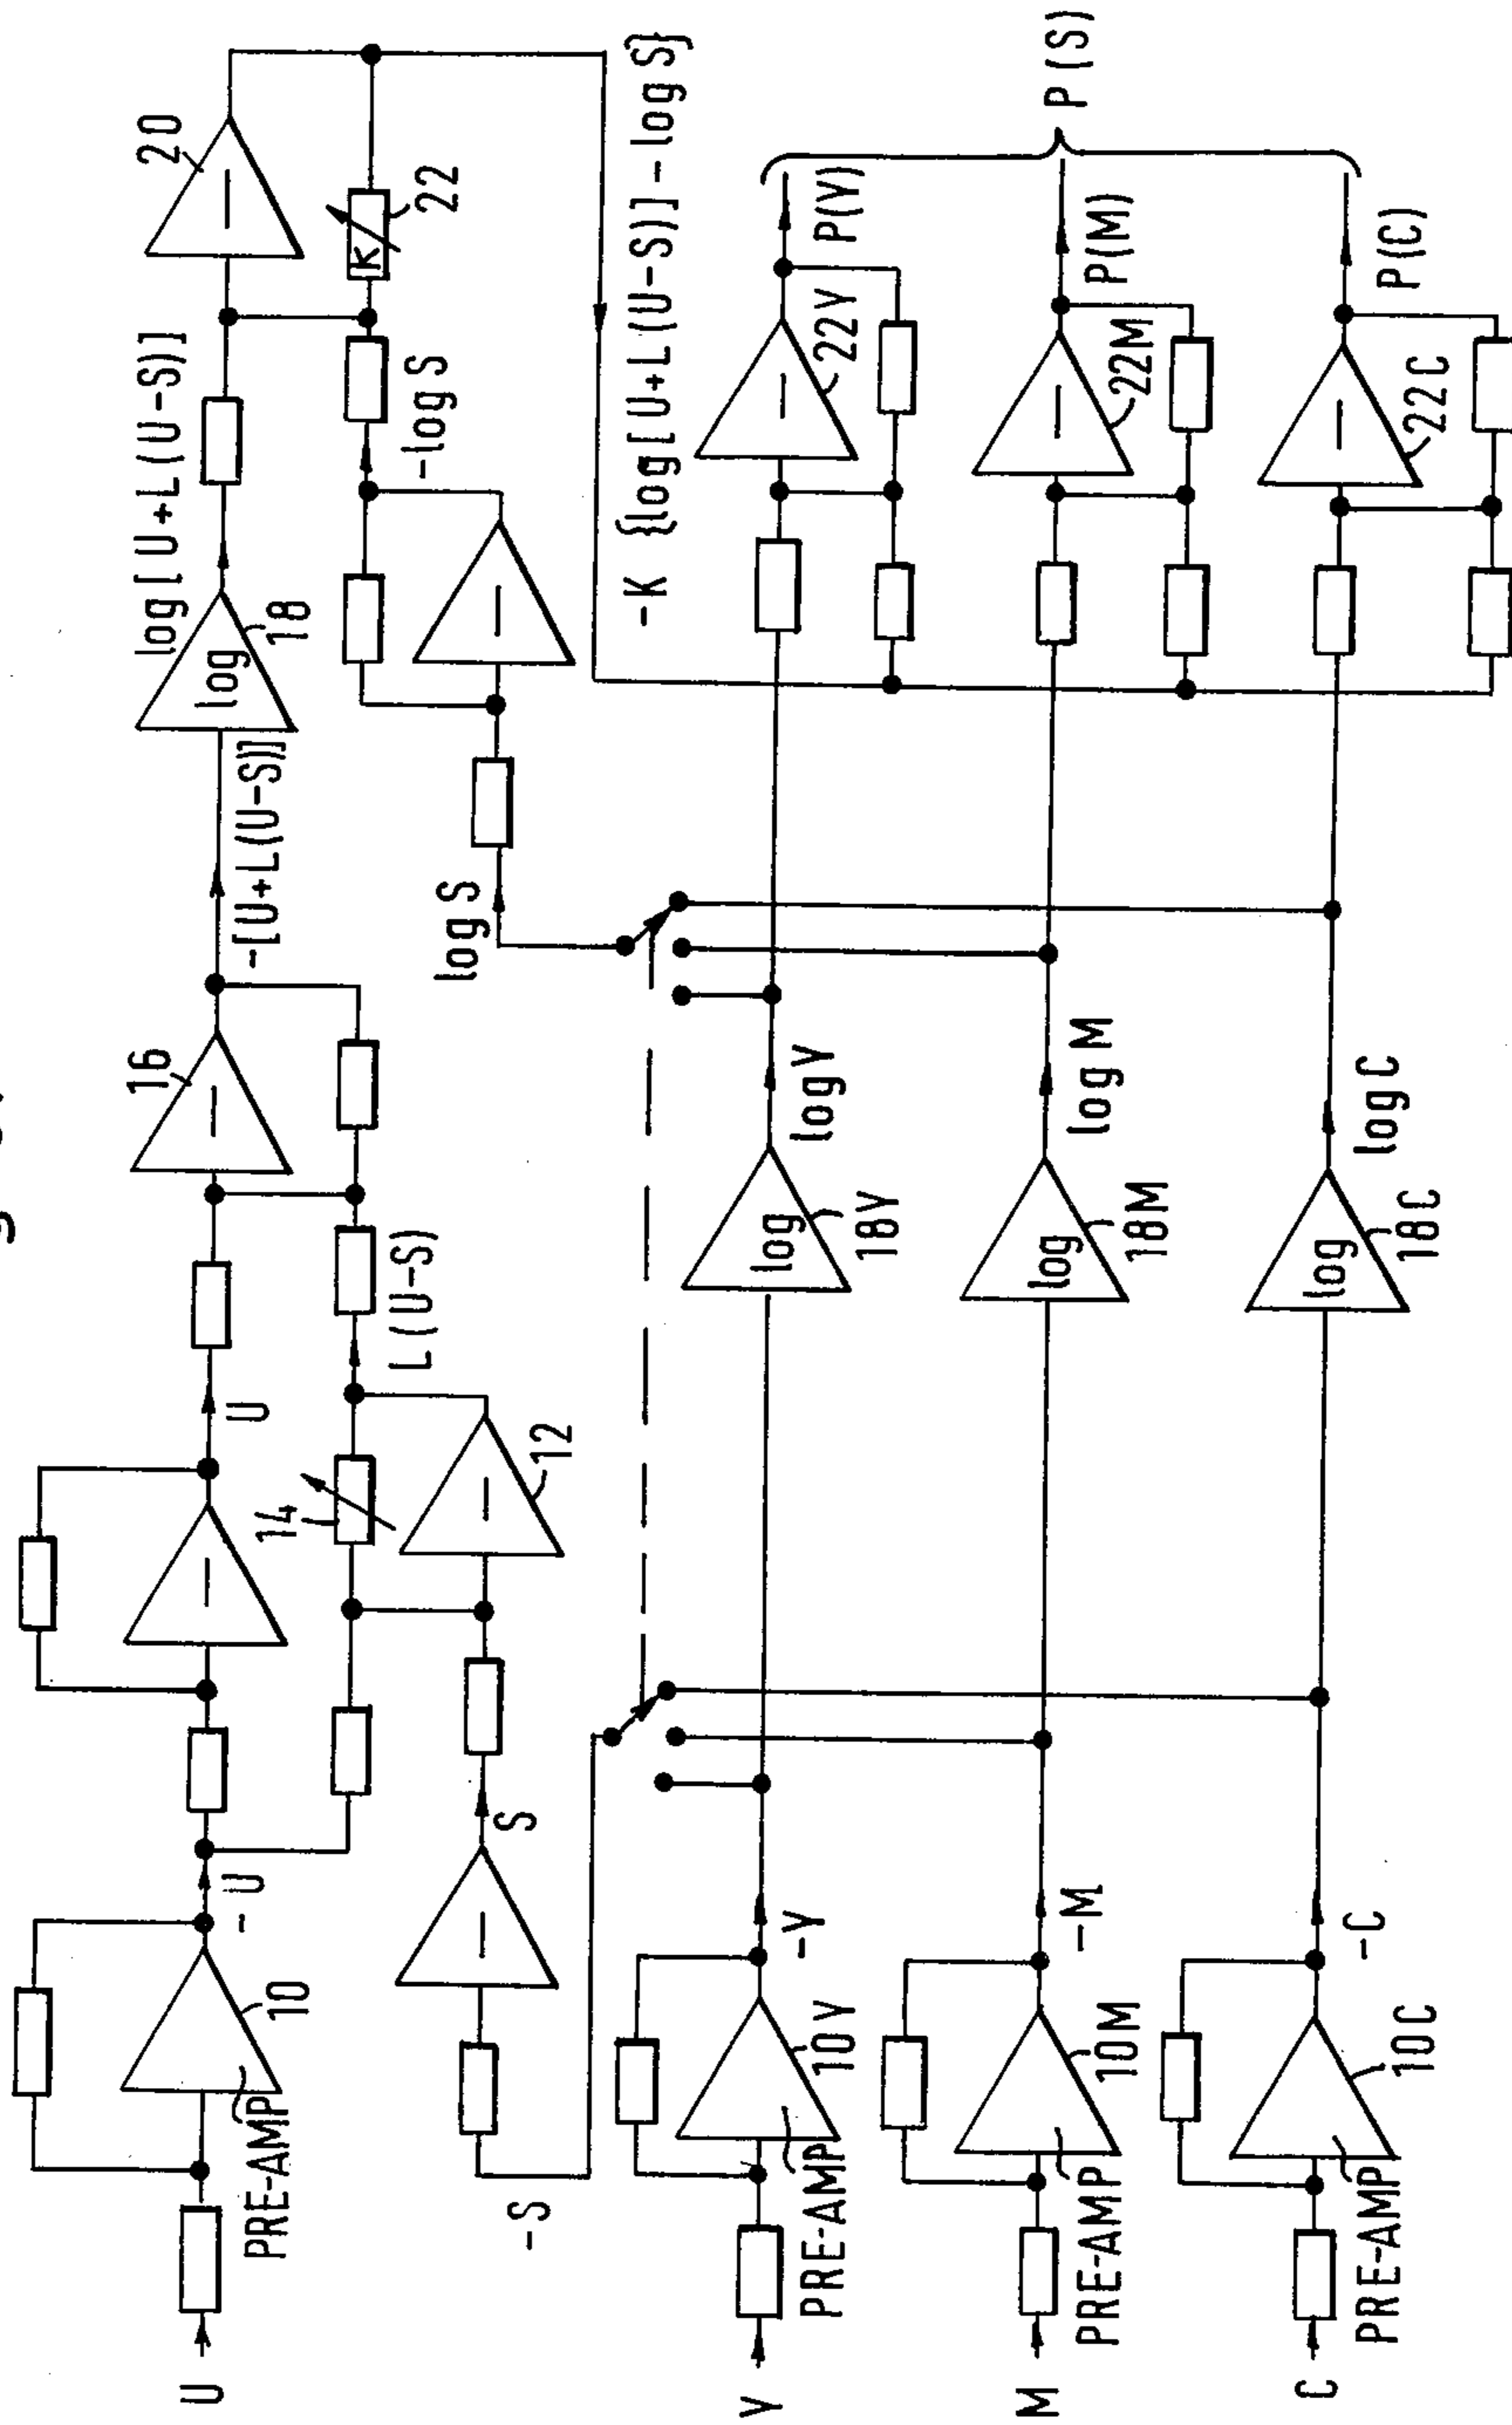 U
PRE-AMP
10
-U
U
14
12
L(U-S)
16
-[U+L(U-S)]
log
18
log[U+L(U-S)]
20
K
22
-S
S
log S
-log S
-K {log[U+L(U-S)]-log S}
Y
PRE-AMP
10Y
-Y
log
18Y
log Y
22Y
P(Y)
M
PRE-AMP
10M
-M
log
18M
log M
22M
P(M)
P(S)
C
PRE-AMP
10C
-C
log
18C
log C
22C
P(C)